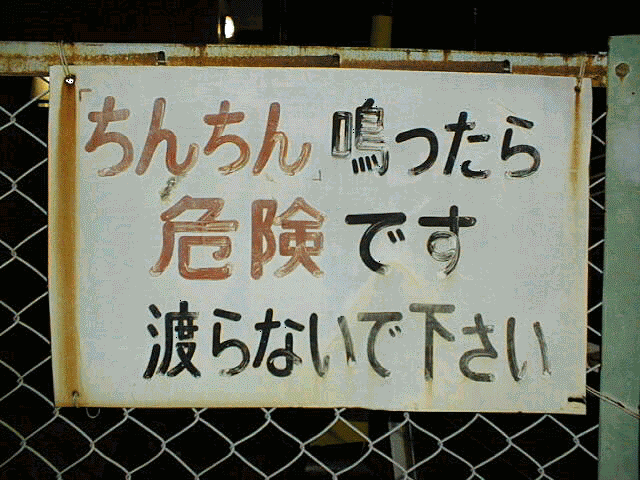 ちんちん鳴ったら
危険です
渡らないで下さい